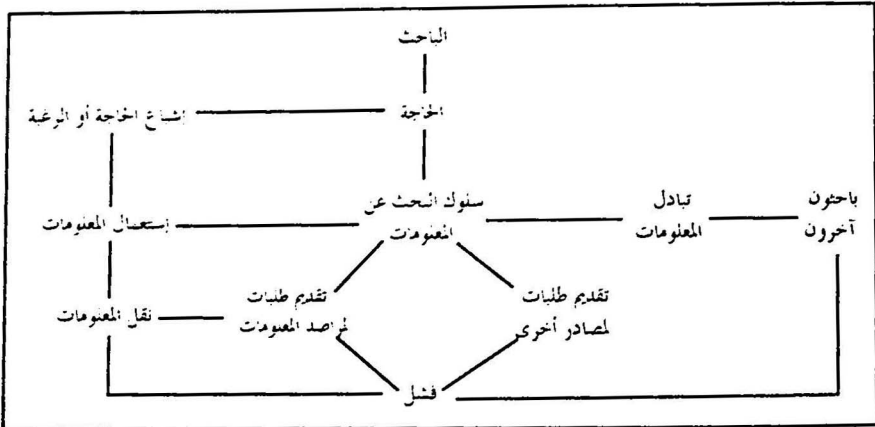 الباحث
الحاجة
إشباع الحاجة أو الرغبة
باحثون
آخرون
تبادل
المعلومات
سلوك البحث عن
المعلومات
إستعمال المعلومات
تقديم طلبات
لمصادر أخرى
تقديم طلبات
لمراصد المعلومات
نقل المعلومات
فشل